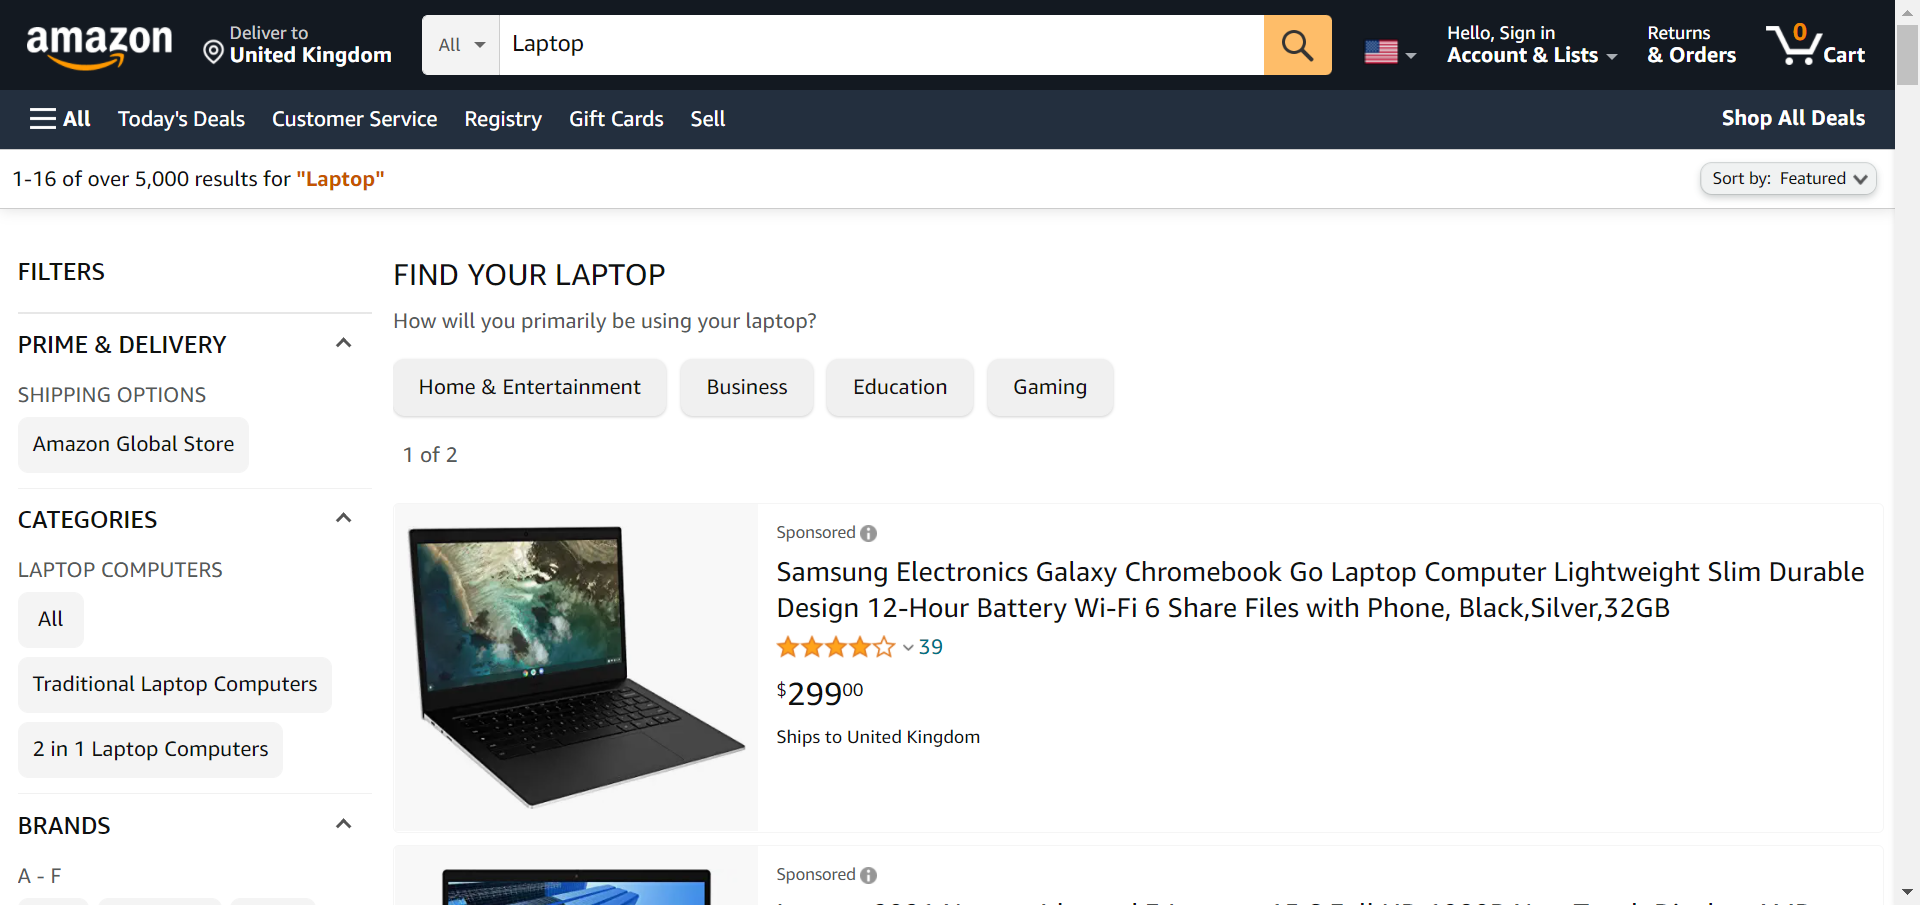 amazon
Deliver to
United Kingdom
All
Laptop
Hello, Sign in
Account & Lists
Returns
& Orders
0
Cart
All
Today's Deals
Customer Service
Registry
Gift Cards
Sell
Shop All Deals
1-16 of over 5,000 results for "Laptop"
Sort by: Featured
FILTERS
PRIME & DELIVERY
SHIPPING OPTIONS
Amazon Global Store
CATEGORIES
LAPTOP COMPUTERS
All
Traditional Laptop Computers
2 in 1 Laptop Computers
BRANDS
A - F
FIND YOUR LAPTOP
How will you primarily be using your laptop?
Home & Entertainment
Business
Education
Gaming
1 of 2
Sponsored
Samsung Electronics Galaxy Chromebook Go Laptop Computer Lightweight Slim Durable
Design 12-Hour Battery Wi-Fi 6 Share Files with Phone, Black,Silver,32GB
39
$29900
Ships to United Kingdom
Sponsored